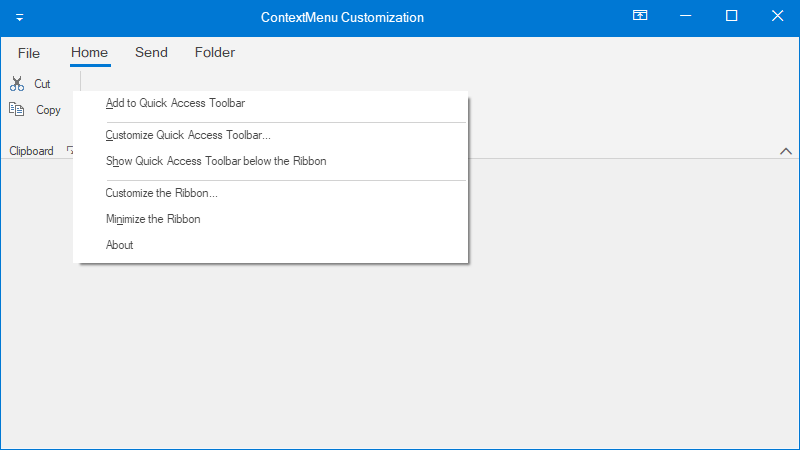 ContextMenu Customization
File Home Send Folder
Cut
Copy
Clipboard
Add to Quick Access Toolbar
Customize Quick Access Toolbar...
Show Quick Access Toolbar below the Ribbon
Customize the Ribbon...
Minimize the Ribbon
About